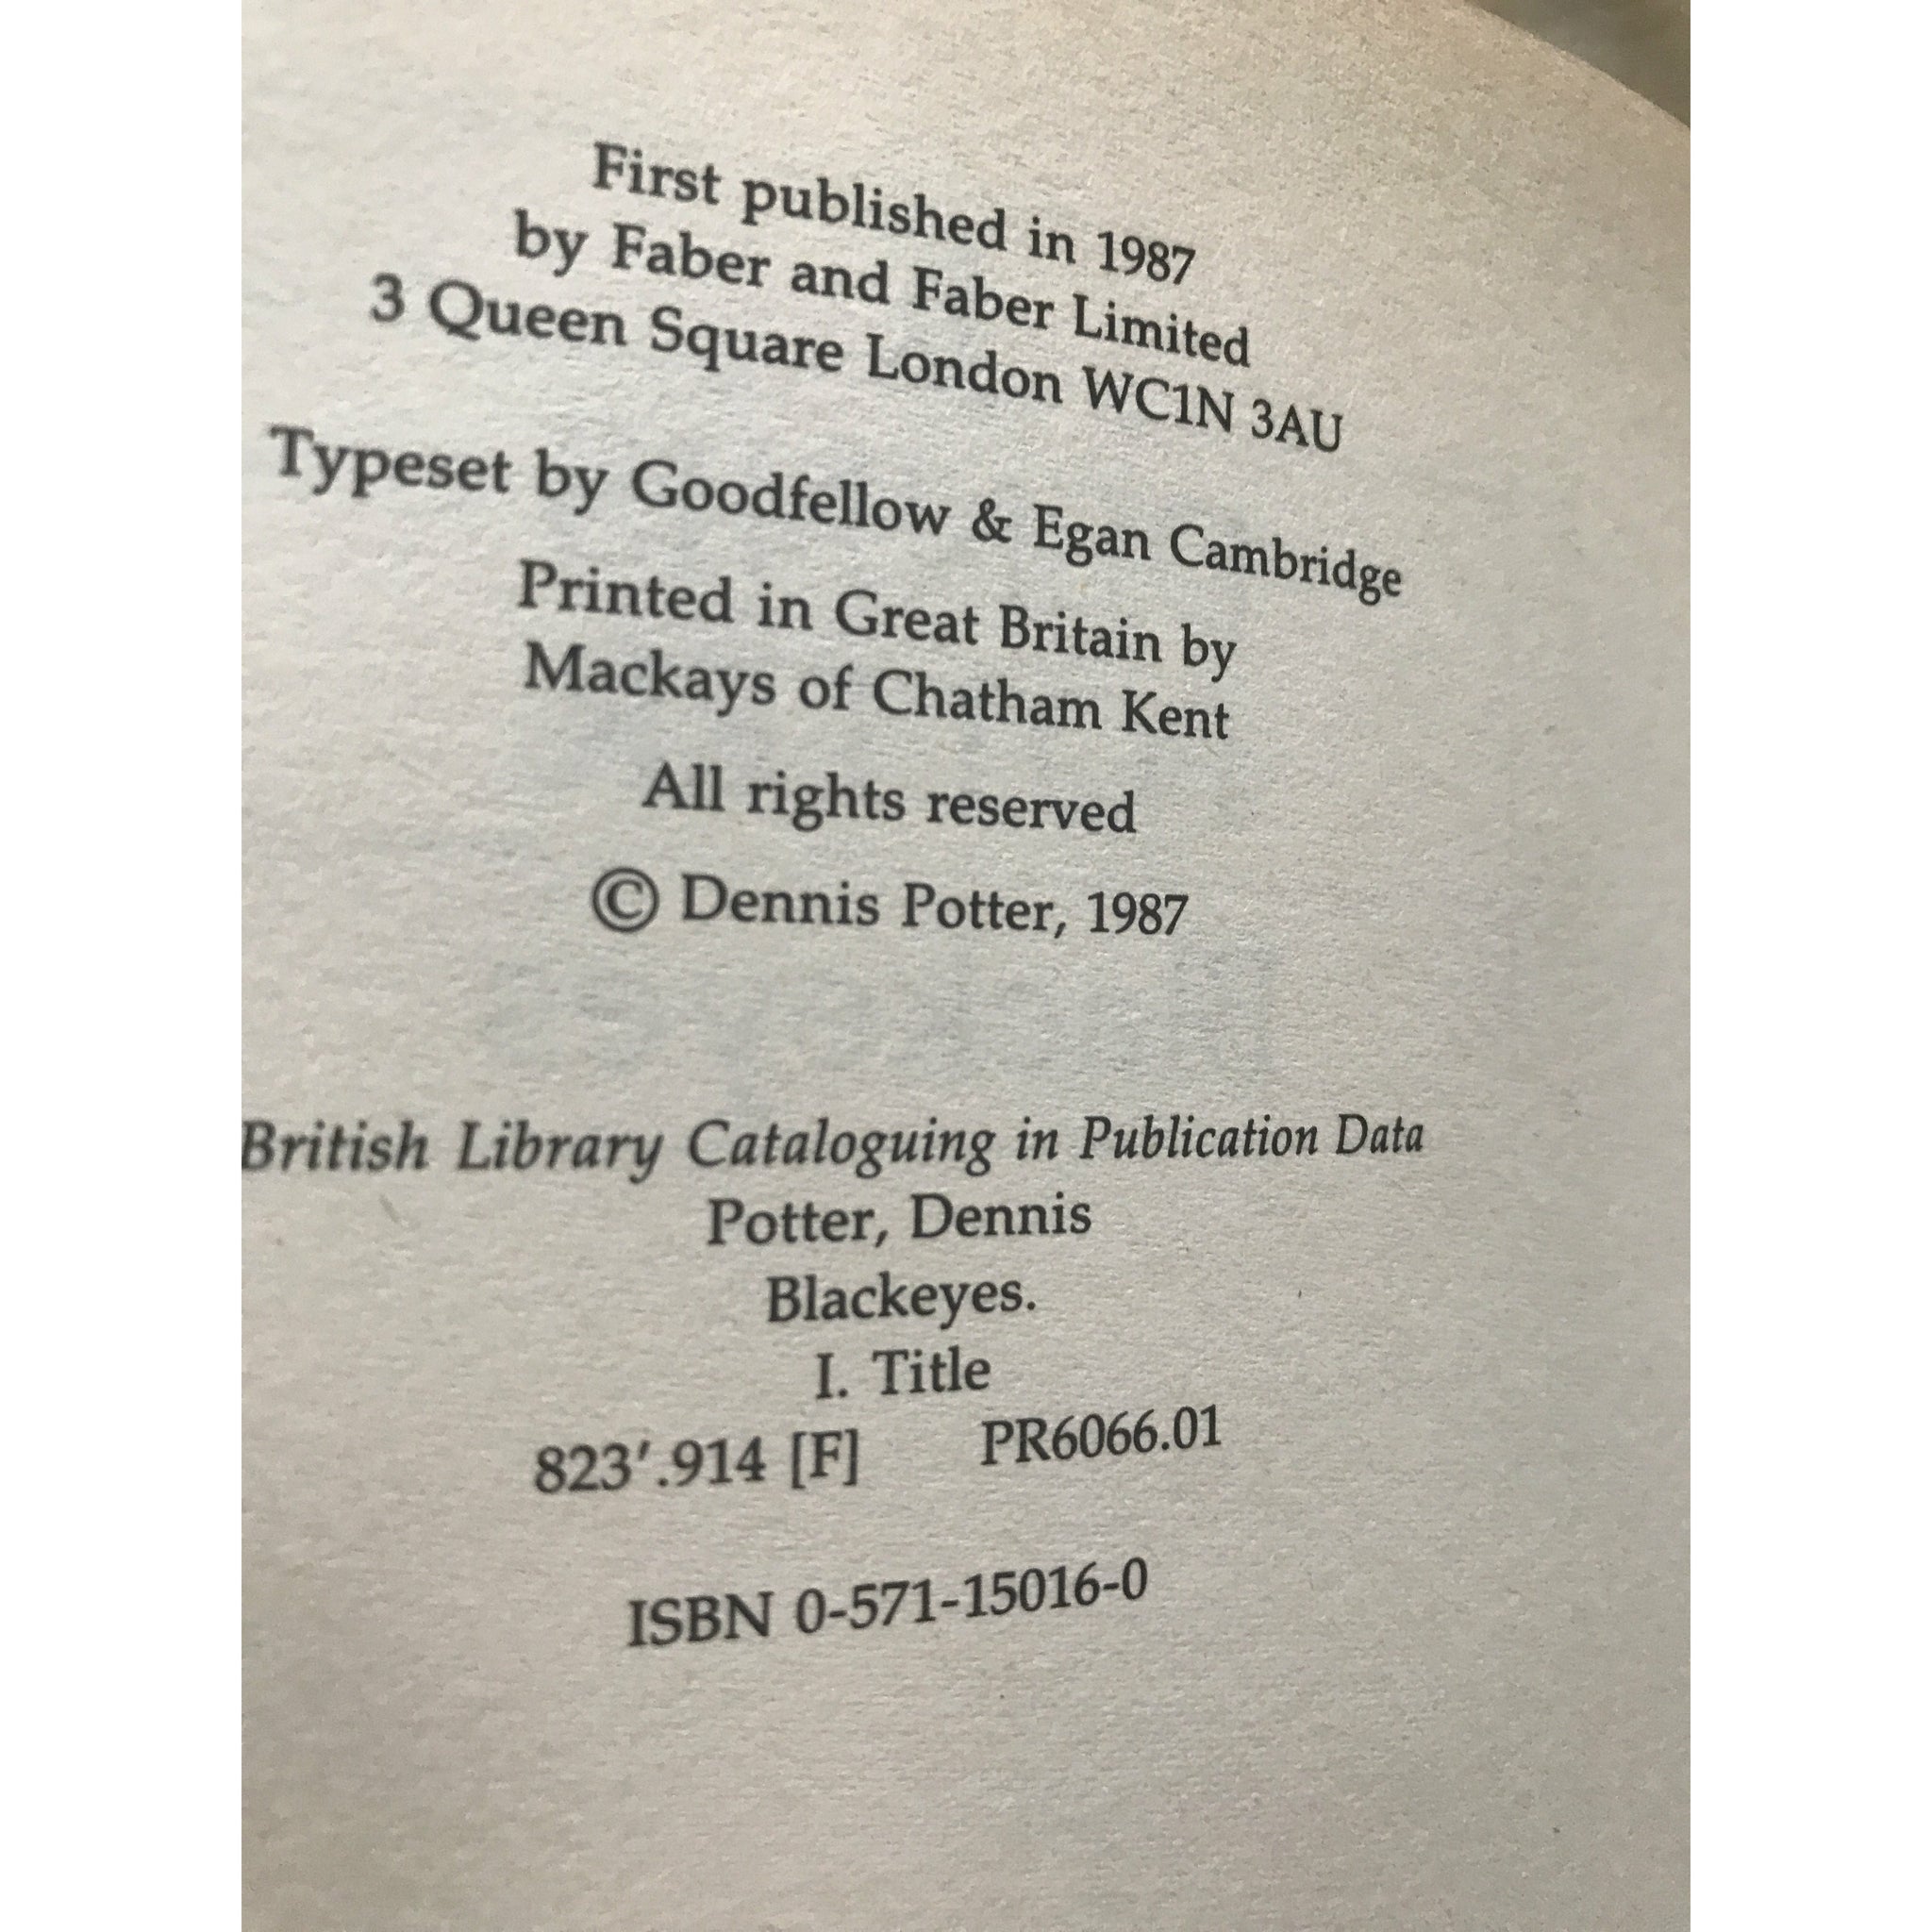 First published in 1987
by Faber and Faber Limited
3 Queen Square London WC1N 3AU
Typeset by Goodfellow & Egan Cambridge
Printed in Great Britain by
Mackays of Chatham Kent
All rights reserved
© Dennis Potter, 1987
British Library Cataloguing in Publication Data
Potter, Dennis
Blackeyes.
I. Title
823'.914 [F] PR6066.01
ISBN 0-571-15016-0